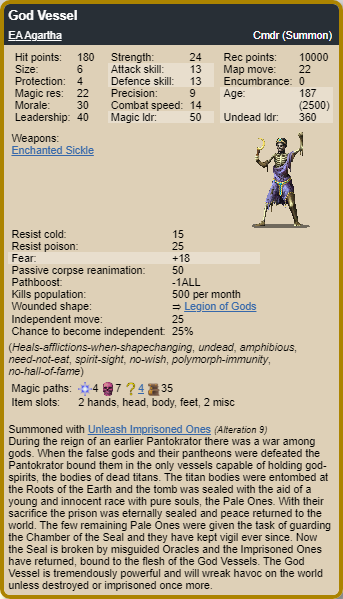 God Vessel
EA Agartha Cmdr (Summon)
Hit points: 180 Strength: 24 Rec points: 10000
Size: 6 Attack skill: 13 Map move: 22
Protection: 4 Defence skill: 13 Encumbrance: 0
Magic res: 22 Precision: 9 Age: 187
Morale: 30 Combat speed: 14 (2500)
Leadership: 40 Magic ldr: 50 Undead ldr: 360
Weapons:
Enchanted Sickle
Resist cold: 15
Resist poison: 25
Fear: +18
Passive corpse reanimation: 50
Pathboost: -1ALL
Kills population: 500 per month
Wounded shape: ⇒ Legion of Gods
Independent move: 25
Chance to become independent: 25%
(Heals-afflictions-when-shapechanging, undead, amphibious,
need-not-eat, spirit-sight, no-wish, polymorph-immunity,
no-hall-of-fame)
Magic paths: 4 7 ? 4 35
Item slots: 2 hands, head, body, feet, 2 misc
Summoned with Unleash Imprisoned Ones (Alteration 9)
During the reign of an earlier Pantokrator there was a war among
gods. When the false gods and their pantheons were defeated the
Pantokrator bound them in the only vessels capable of holding god-
spirits, the bodies of dead titans. The titan bodies were entombed at
the Roots of the Earth and the tomb was sealed with the aid of a
young and innocent race with pure souls, the Pale Ones. With their
sacrifice the prison was eternally sealed and peace returned to the
world. The few remaining Pale Ones were given the task of guarding
the Chamber of the Seal and they have kept vigil ever since. Now
the Seal is broken by misguided Oracles and the Imprisoned Ones
have returned, bound to the flesh of the God Vessels. The God
Vessel is tremendously powerful and will wreak havoc on the world
unless destroyed or imprisoned once more.